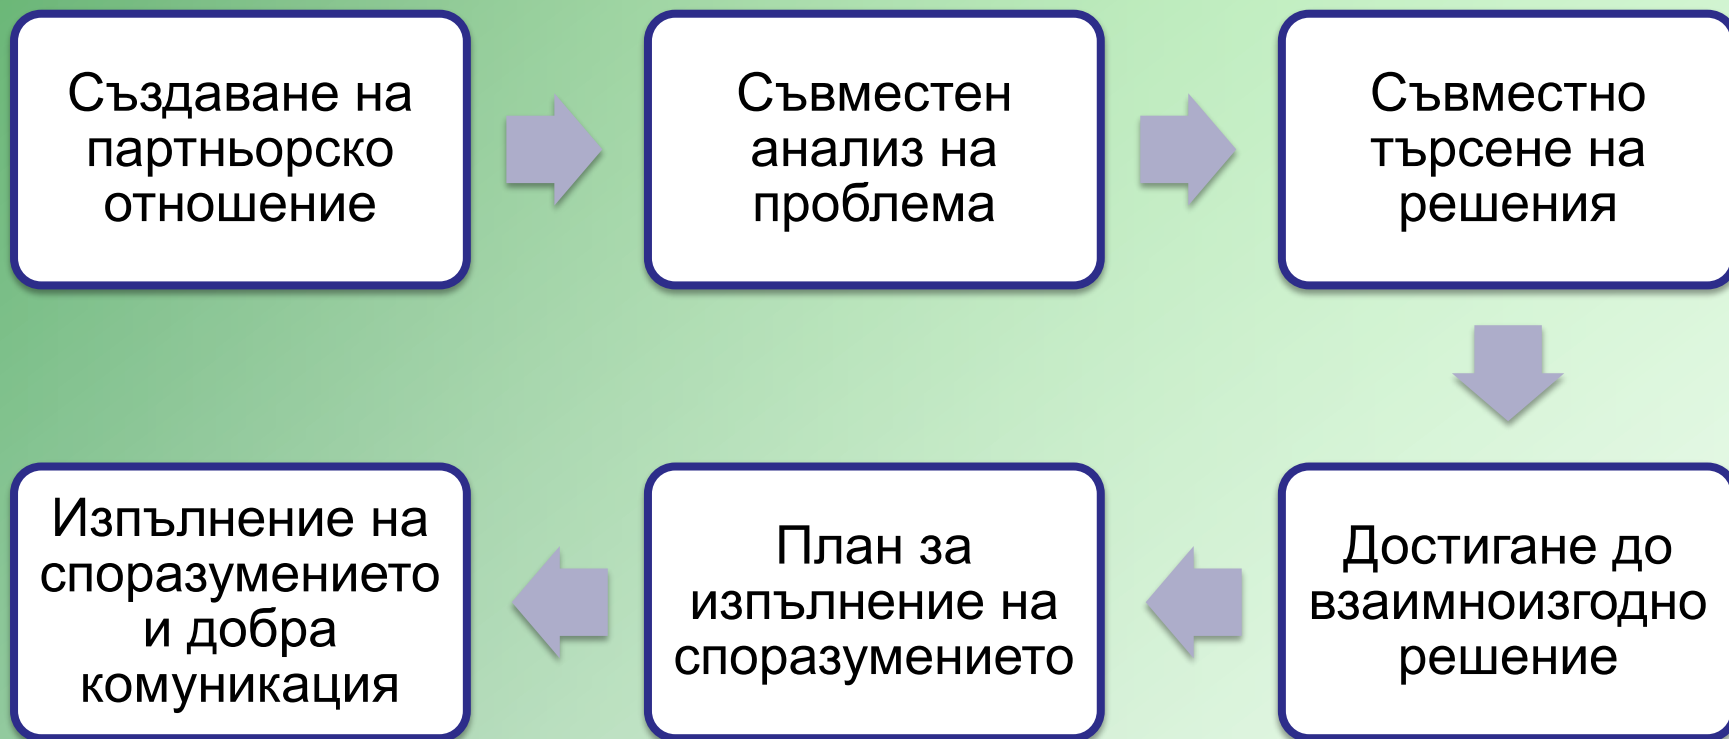 Създаване на
партньорско
отношение
Съвместен
анализ на
проблема
Съвместно
търсене на
решения
Достигане до
взаимноизгодно
решение
План за
изпълнение на
споразумението
Изпълнение на
споразумението
и добра
комуникация